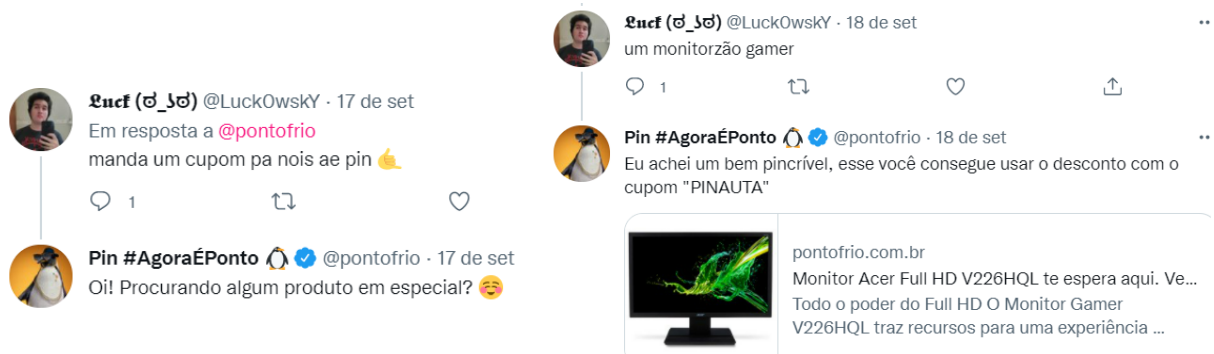 𝕷𝖚𝖈𝖐 (ಠ_ʖಠ) @Luck0wskY · 17 de set
Em resposta a @pontofrio
manda um cupom pa nois ae pin 🤙
1
Pin #AgoraÉPonto 🐧 @pontofrio · 17 de set
Oi! Procurando algum produto em especial? ☺️
𝕷𝖚𝖈𝖐 (ಠ_ʖಠ) @Luck0wskY · 18 de set
um monitorzão gamer
1
Pin #AgoraÉPonto 🐧 @pontofrio · 18 de set
Eu achei um bem pincrível, esse você consegue usar o desconto com o
cupom "PINAUTA"
pontofrio.com.br
Monitor Acer Full HD V226HQL te espera aqui. Ve...
Todo o poder do Full HD O Monitor Gamer
V226HQL traz recursos para uma experiência ...